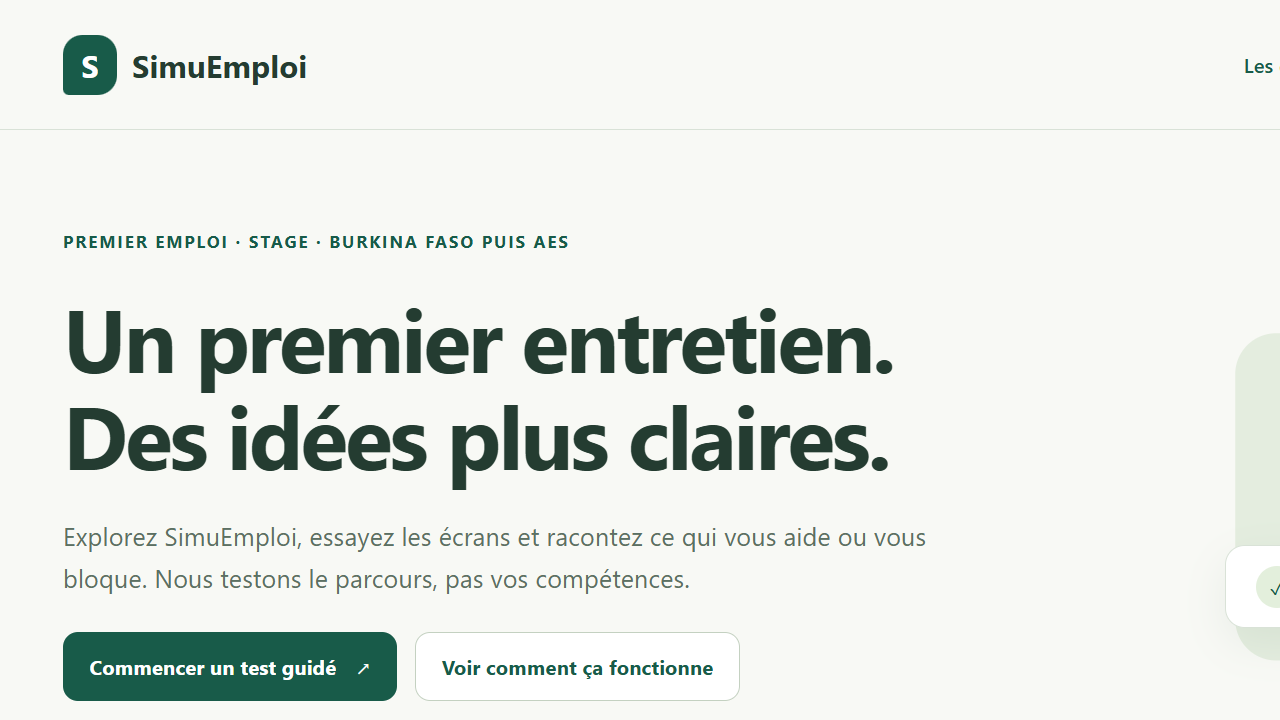 S SimuEmploi
Les
PREMIER EMPLOI · STAGE · BURKINA FASO PUIS AES
Un premier entretien.
Des idées plus claires.
Explorez SimuEmploi, essayez les écrans et racontez ce qui vous aide ou vous
bloque. Nous testons le parcours, pas vos compétences.
Commencer un test guidé ↗
Voir comment ça fonctionne